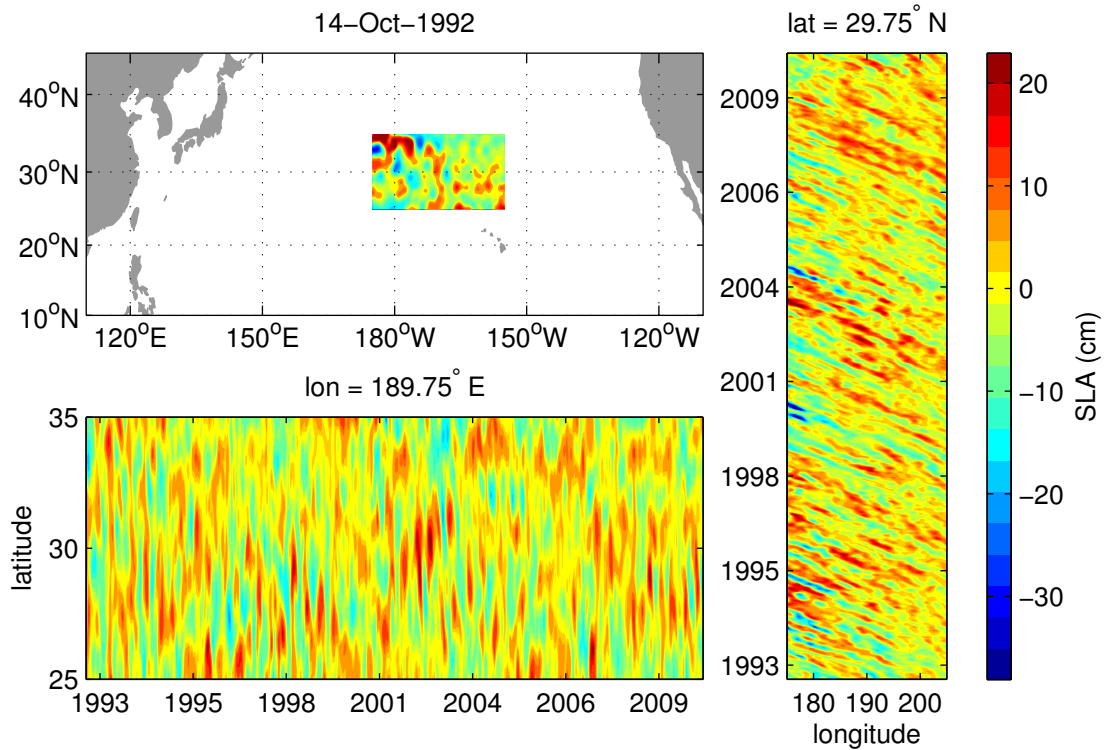 14−Oct−1992
40°N
30°N
20°N
10°N
120°E
150°E
180°W
150°W
120°W
lon = 189.75° E
latitude
35
30
25
1993
1995
1998
2001
2004
2006
2009
lat = 29.75° N
2009
2006
2004
2001
1998
1995
1993
180
190
200
longitude
20
10
0
−10
−20
−30
SLA (cm)